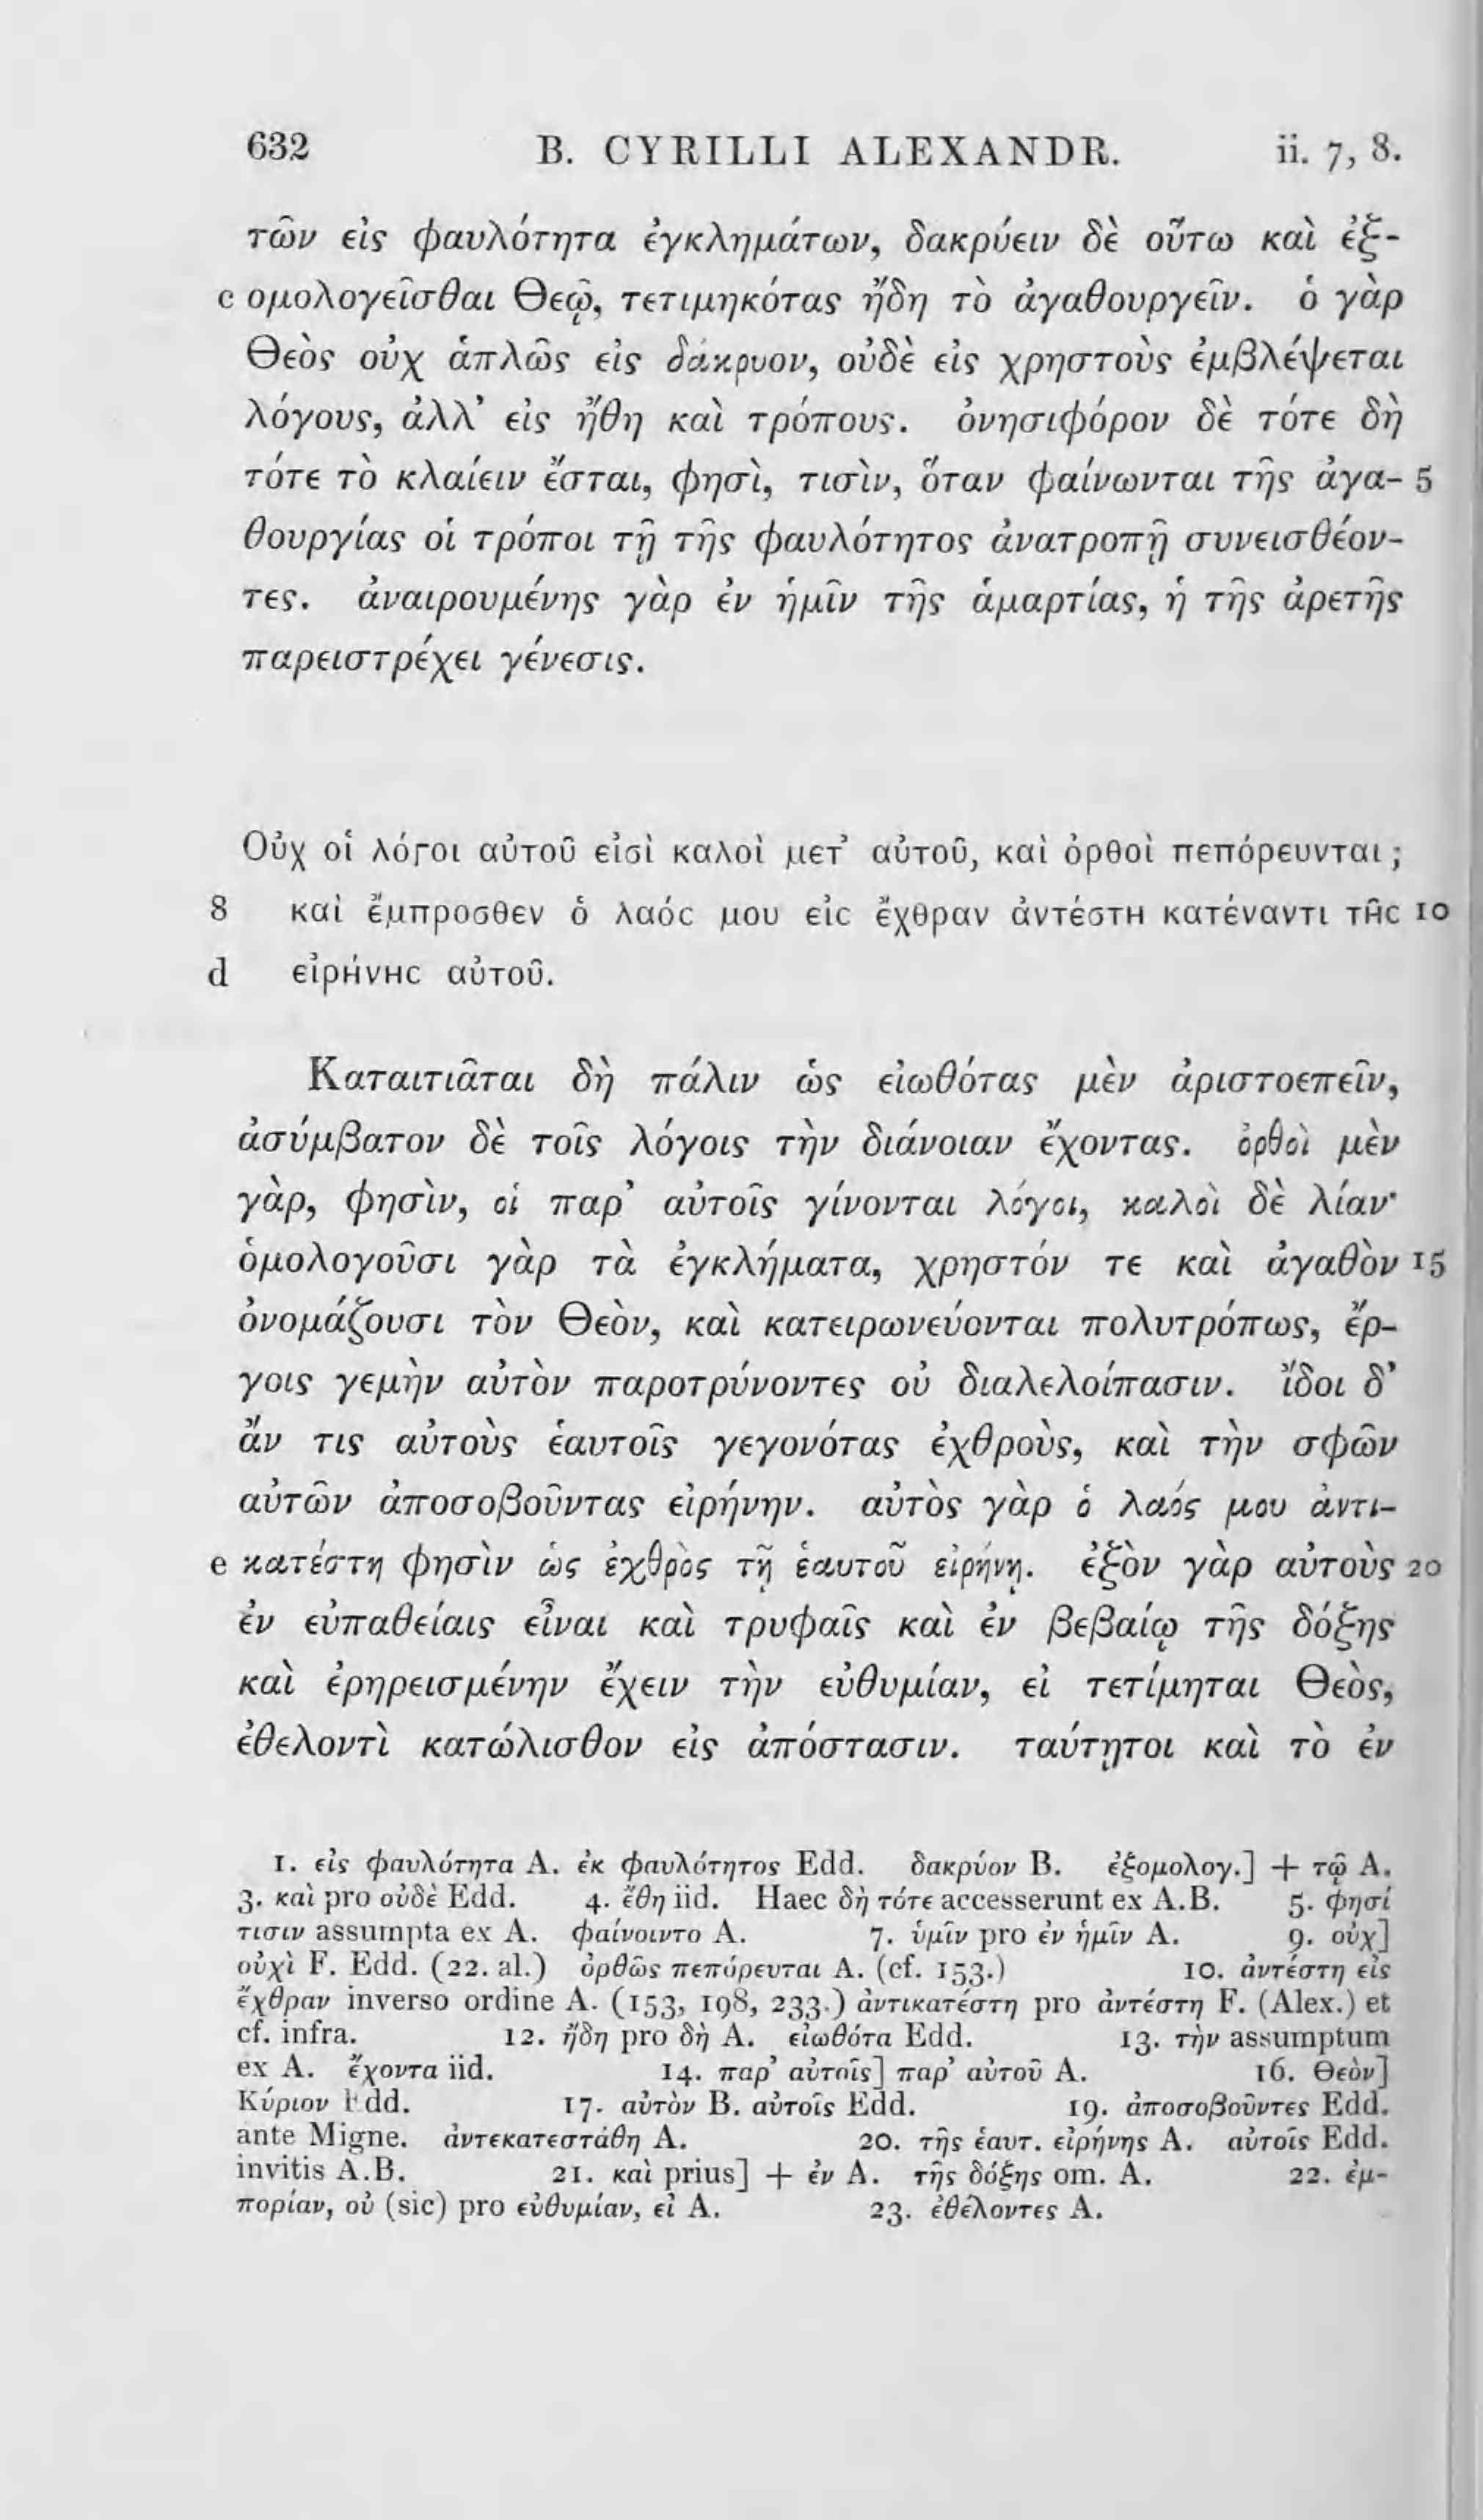 632 B. CYRILLI ALEXANDR. ii. 7, 8.
τῶν εἰς φαυλότητα ἐγκλημάτων, δακρύειν δὲ οὕτω καὶ ἐξ-
c ομολογεῖσθαι Θεῷ, τετιμηκότας ἤδη τὸ ἀγαθουργεῖν. ὁ γὰρ
Θεὸς οὐχ ἁπλῶς εἰς δάκρυον, οὐδὲ εἰς χρηστοὺς ἐμβλέψεται
λόγους, ἀλλ’ εἰς ἤθη καὶ τρόπους. ὀνησιφόρον δὲ τότε δὴ
τότε τὸ κλαίειν ἔσται, φησὶ, τισὶν, ὅταν φαίνωνται τῆς ἀγα- 5
θουργίας οἱ τρόποι τῇ τῆς φαυλότητος ἀνατροπῇ συνεισθέον-
τες. ἀναιρουμένης γὰρ ἐν ἡμῖν τῆς ἁμαρτίας, ἡ τῆς ἀρετῆς
παρειστρέχει γένεσις.
Οὐχ οἱ λόγοι αὐτοῦ εἰσὶ καλοὶ μετ’ αὐτοῦ, καὶ ὀρθοὶ πεπόρευνται;
8 καὶ ἔμπροσθεν ὁ λαός μου εἰς ἔχθραν ἀντέστη κατέναντι τῆς 10
d εἰρήνης αὐτοῦ.
Καταιτιᾶται δὴ πάλιν ὡς εἰωθότας μὲν ἀριστοεπεῖν,
ἀσύμβατον δὲ τοῖς λόγοις τὴν διάνοιαν ἔχοντας. ὀρθοὶ μὲν
γὰρ, φησὶν, οἱ παρ’ αὐτοῖς γίνονται λόγοι, καλοὶ δὲ λίαν·
ὁμολογοῦσι γὰρ τὰ ἐγκλήματα, χρηστόν τε καὶ ἀγαθὸν 15
ὀνομάζουσι τὸν Θεὸν, καὶ κατειρωνεύονται πολυτρόπως, ἔρ-
γοις γεμὴν αὐτὸν παροτρύνοντες οὐ διαλελοίπασιν. ἴδοι δ’
ἄν τις αὐτοὺς ἑαυτοῖς γεγονότας ἐχθροὺς, καὶ τὴν σφῶν
αὐτῶν ἀποσοβοῦντας εἰρήνην. αὐτὸς γὰρ ὁ λαός μου ἀντι-
e κατέστη φησὶν ὡς ἐχθρὸς τῇ ἑαυτοῦ εἰρήνῃ. ἐξὸν γὰρ αὐτοὺς 20
ἐν εὐπαθείαις εἶναι καὶ τρυφαῖς καὶ ἐν βεβαίῳ τῆς δόξης
καὶ ἐρηρεισμένην ἔχειν τὴν εὐθυμίαν, εἰ τετίμηται Θεὸς,
ἐθελοντὶ κατώλισθον εἰς ἀπόστασιν. ταύτῃτοι καὶ τὸ ἐν
1. εἰς φαυλότητα A. ἐκ φαυλότητος Edd. δακρύον B. ἐξομολογ.] + τῷ A.
3. καὶ pro οὐδὲ Edd. 4. ἔθη iid. Haec δὴ τότε accesserunt ex A.B. 5. φησί
τισιν assumpta ex A. φαίνοιντο A. 7. ὑμῖν pro ἐν ἡμῖν A. 9. οὐχ]
οὐχὶ F. Edd. (22. al.) ὀρθῶς πεπόρευται A. (cf. 153.) 10. ἀντέστη εἰς
ἔχθραν inverso ordine A. (153, 198, 233.) ἀντικατέστη pro ἀντέστη F. (Alex.) et
cf. infra. 12. ἤδη pro δὴ A. εἰωθότα Edd. 13. τὴν assumptum
ex A. ἔχοντα iid. 14. παρ’ αὐτοῖς] παρ’ αὐτοῦ A. 16. Θεὸν]
Κύριον Edd. 17. αὐτὸν B. αὐτοῖς Edd. 19. ἀποσοβοῦντες Edd.
ante Migne. ἀντεκατεστάθη A. 20. τῆς ἑαυτ. εἰρήνης A. αὐτοῖς Edd.
invitis A.B. 21. καὶ prius] + ἐν A. τῆς δόξης om. A. 22. ἐμ-
πορίαν, οὐ (sic) pro εὐθυμίαν, εἰ A. 23. ἐθέλοντες A.